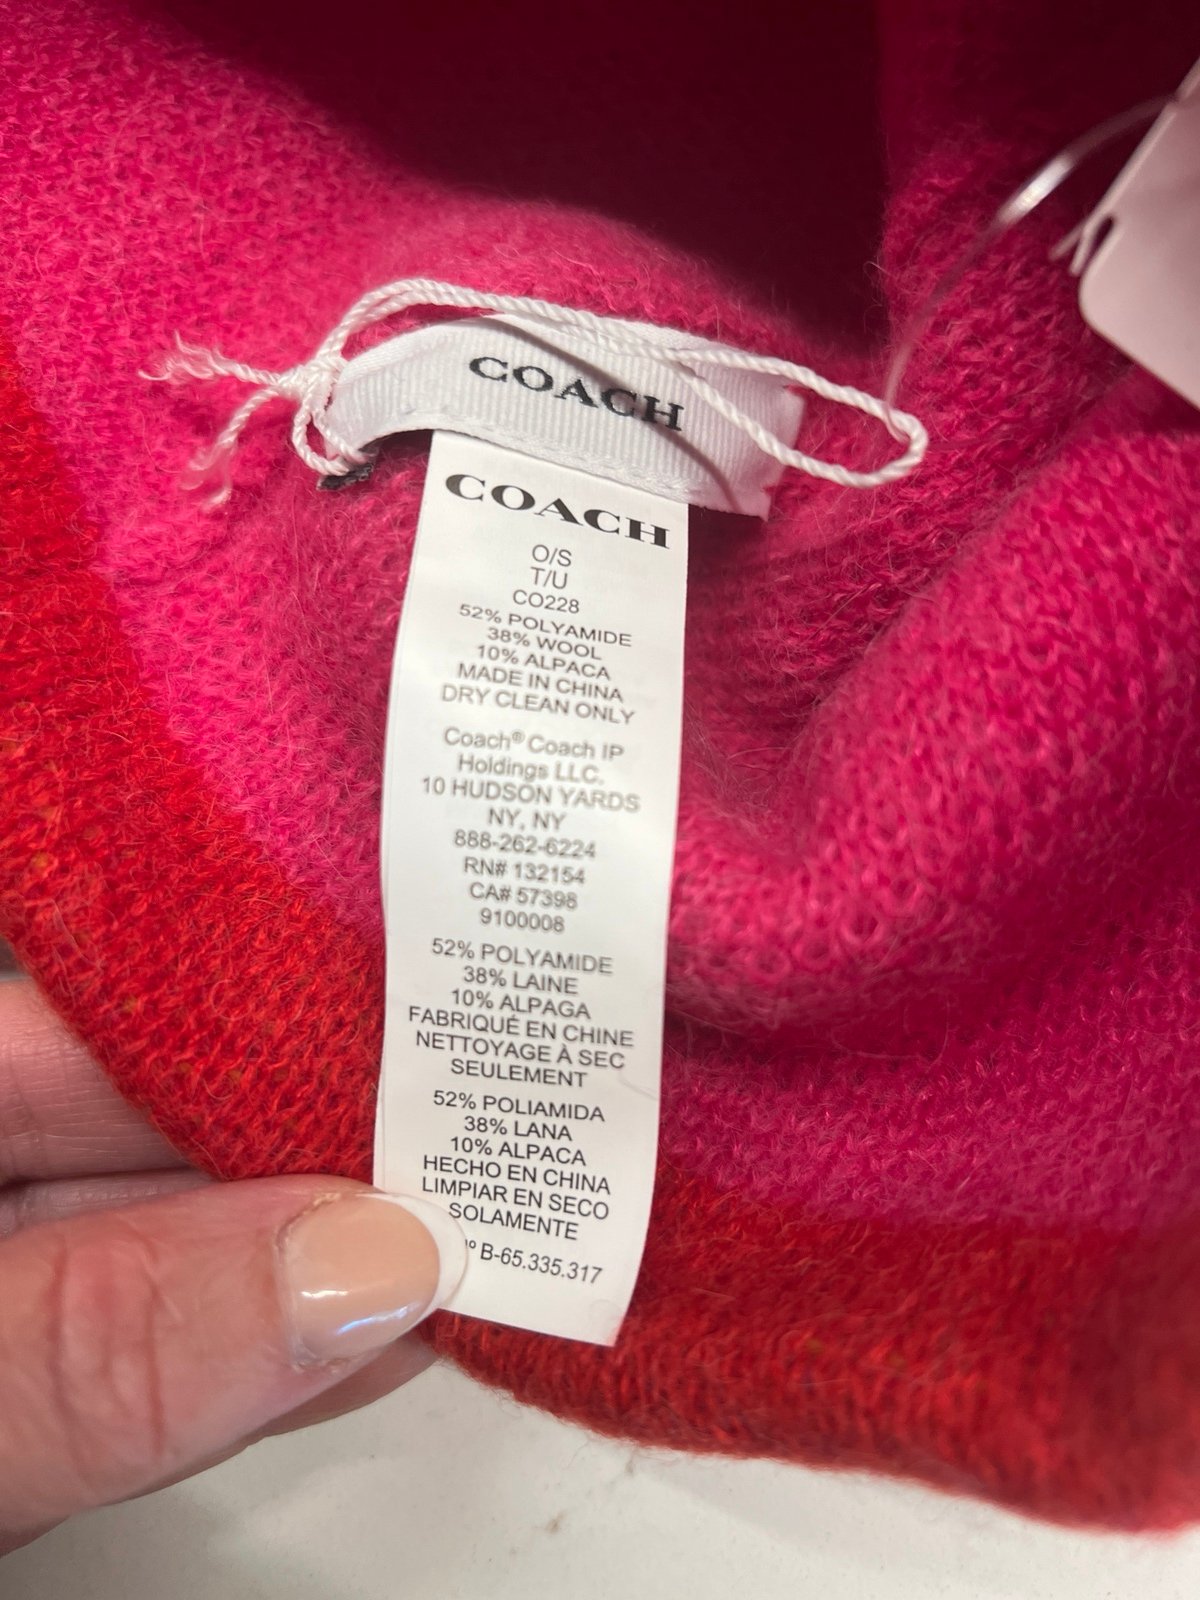 COACH
COACH
O/S
T/U
CO228
52% POLYAMIDE
38% WOOL
10% ALPACA
MADE IN CHINA
DRY CLEAN ONLY
Coach® Coach IP
Holdings LLC.
10 HUDSON YARDS
NY, NY
888-262-6224
RN# 132154
CA# 57398
9100008
52% POLYAMIDE
38% LAINE
10% ALPAGA
FABRIQUÉ EN CHINE
NETTOYAGE À SEC
SEULEMENT
52% POLIAMIDA
38% LANA
10% ALPACA
HECHO EN CHINA
LIMPIAR EN SECO
SOLAMENTE
B-65.335.317